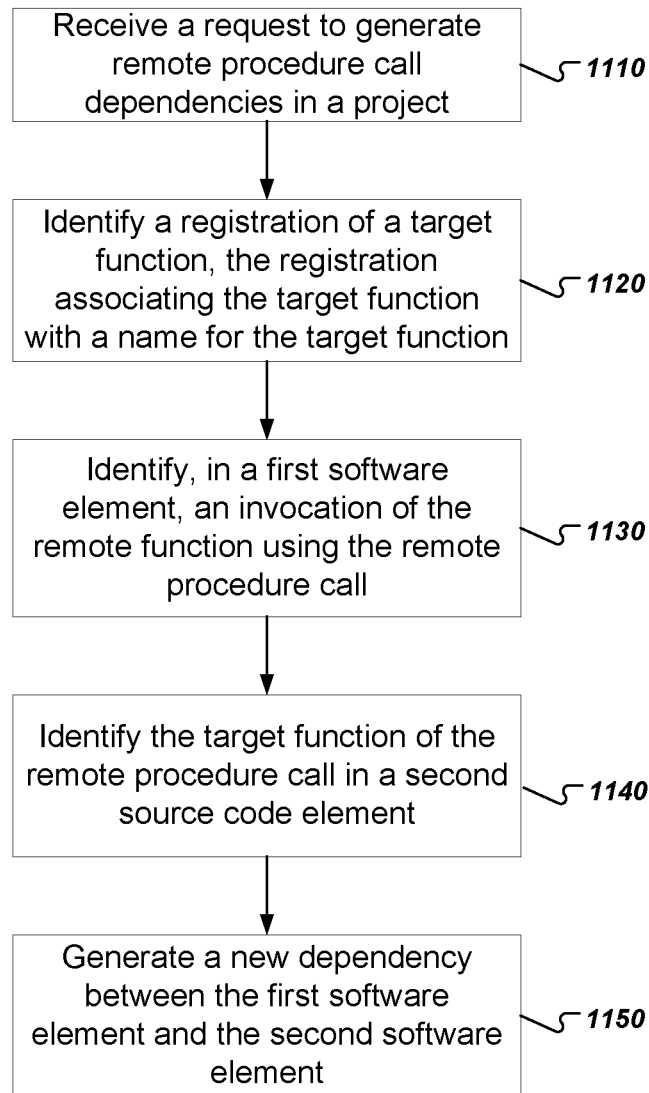 Receive a request to generate
remote procedure call
dependencies in a project
1110
Identify a registration of a target
function, the registration
associating the target function
with a name for the target function
1120
Identify, in a first software
element, an invocation of the
remote function using the remote
procedure call
1130
Identify the target function of the
remote procedure call in a second
source code element
1140
Generate a new dependency
between the first software
element and the second software
element
1150